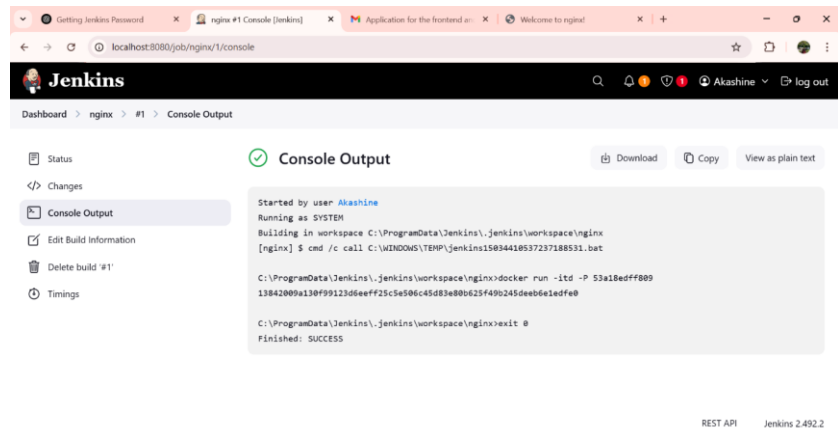 Getting Jenkins Password
nginx #1 Console [Jenkins]
Application for the frontend an
Welcome to nginx!
localhost:8080/job/nginx/1/console
Jenkins
1
1
Akashine
log out
Dashboard > nginx > #1 > Console Output
Status
Changes
Console Output
Edit Build Information
Delete build '#1'
Timings
Console Output
Download
Copy
View as plain text
Started by user Akashine
Running as SYSTEM
Building in workspace C:\ProgramData\Jenkins\.jenkins\workspace\nginx
[nginx] $ cmd /c call C:\WINDOWS\TEMP\jenkins15034410537237188531.bat
C:\ProgramData\Jenkins\.jenkins\workspace\nginx>docker run -itd -P 53a18edff809
13842009a130f99123d6eeff25c5e506c45d83e80b625f49b245deeb6e1edfe0
C:\ProgramData\Jenkins\.jenkins\workspace\nginx>exit 0
Finished: SUCCESS
REST API
Jenkins 2.492.2